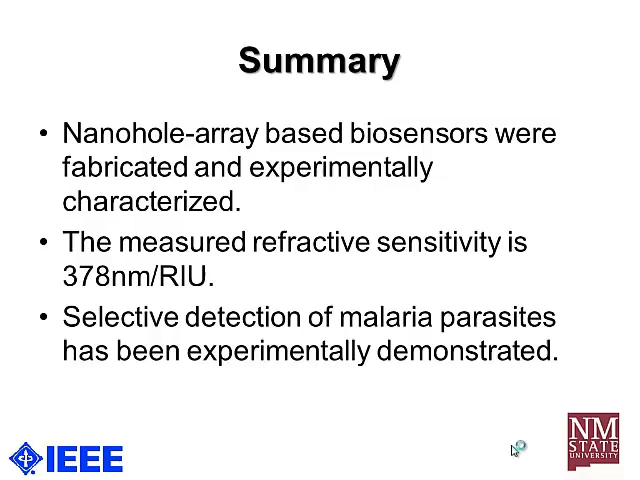 Summary
• Nanohole-array based biosensors were
fabricated and experimentally
characterized.
• The measured refractive sensitivity is
378nm/RIU.
• Selective detection of malaria parasites
has been experimentally demonstrated.
IEEE
NM
STATE
UNIVERSITY